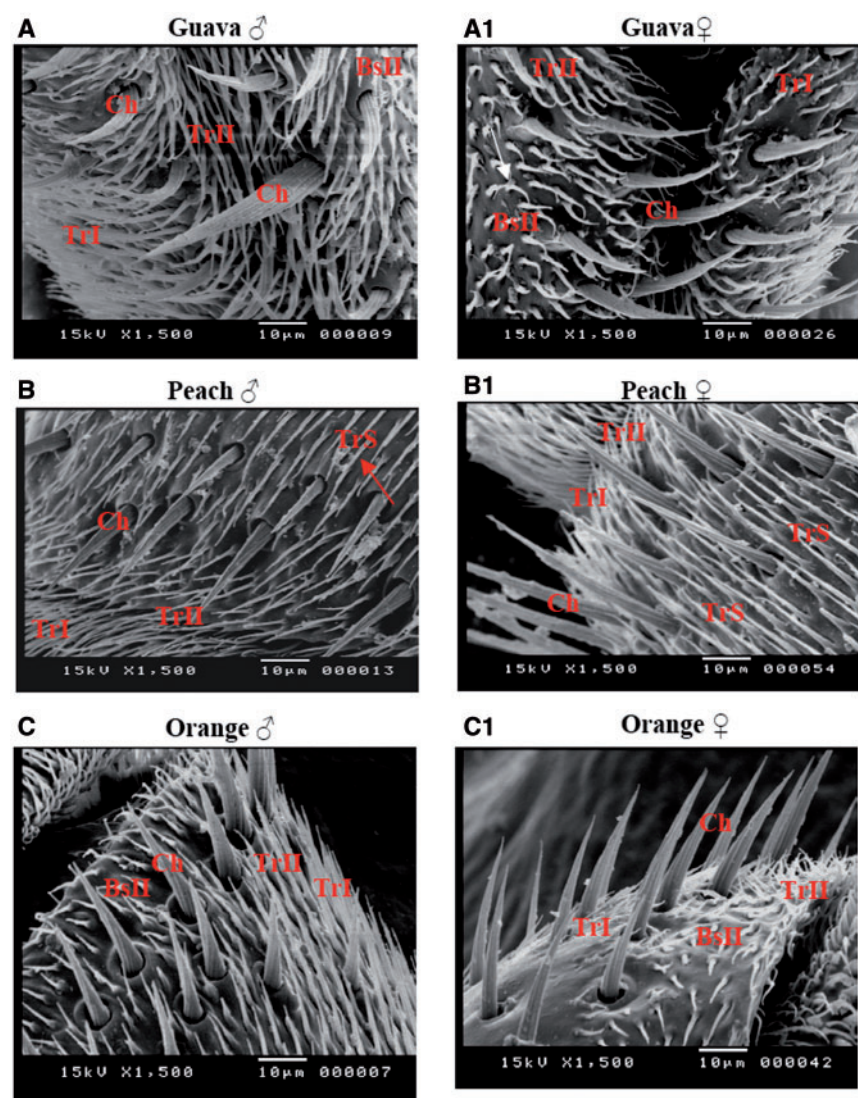 A Guava ♂
BsII
Ch
TrII
Ch
TrI
15kV X1,500 10μm 000009
A1 Guava♀
TrII
TrI
Ch
BsII
15kV X1,500 10μm 000026
B Peach ♂
TrS
Ch
TrII
TrI
15kV X1,500 10μm 000013
B1 Peach ♀
TrII
TrI
TrS
Ch
TrS
15kV X1,500 10μm 000054
C Orange ♂
Ch
TrII
BsII
TrI
15kV X1,500 10μm 000007
C1 Orange ♀
Ch
TrII
TrI
BsII
15kV X1,500 10μm 000042